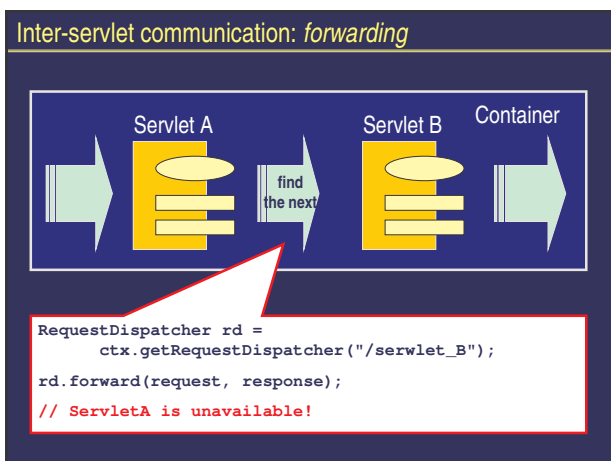 Inter-servlet communication: forwarding
Servlet A
Servlet B
Container
find
the next
RequestDispatcher rd =
ctx.getRequestDispatcher("/serwlet_B");
rd.forward(request, response);
// ServletA is unavailable!